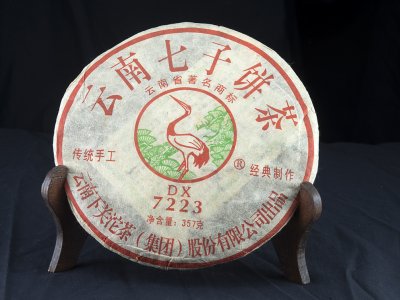 云南七子饼茶
云南省著名商标
传统手工
经典制作
DX
7223
净含量：357克
云南下关沱茶（集团）股份有限公司出品